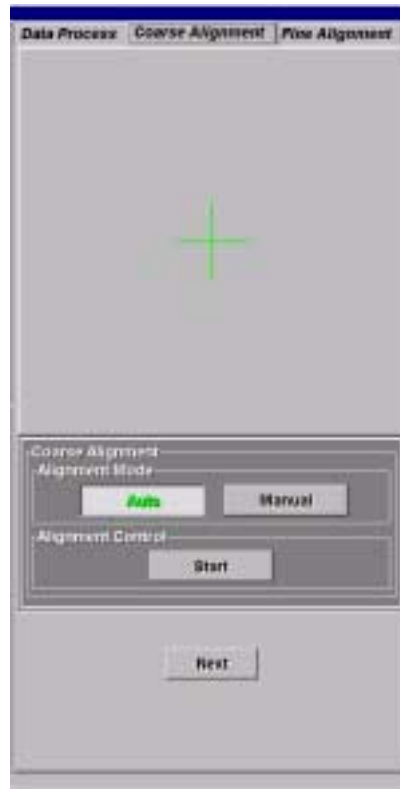 Data Process Coarse Alignment Fine Alignment
Coarse Alignment
Alignment Mode
Auto Manual
Alignment Control
Start
Next